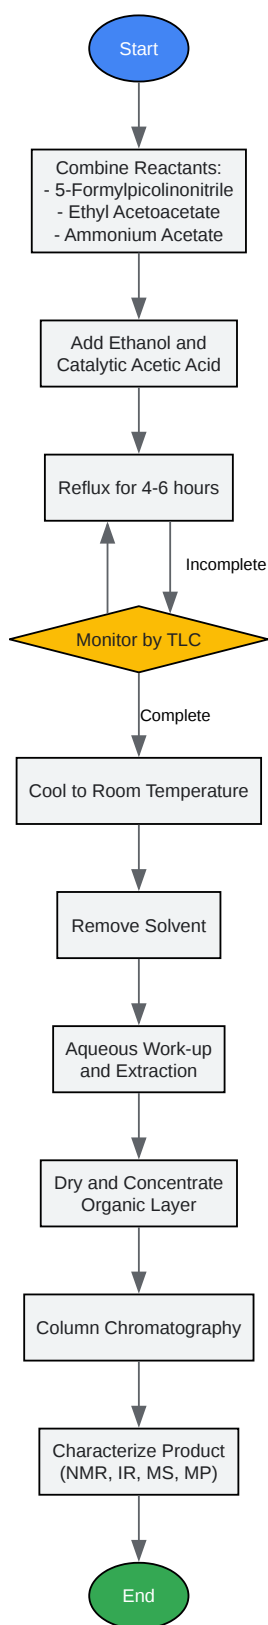 Start
Combine Reactants:
- 5-Formylpicolinonitrile
- Ethyl Acetoacetate
- Ammonium Acetate
Add Ethanol and
Catalytic Acetic Acid
Reflux for 4-6 hours
Incomplete
Monitor by TLC
Complete
Cool to Room Temperature
Remove Solvent
Aqueous Work-up
and Extraction
Dry and Concentrate
Organic Layer
Column Chromatography
Characterize Product
(NMR, IR, MS, MP)
End